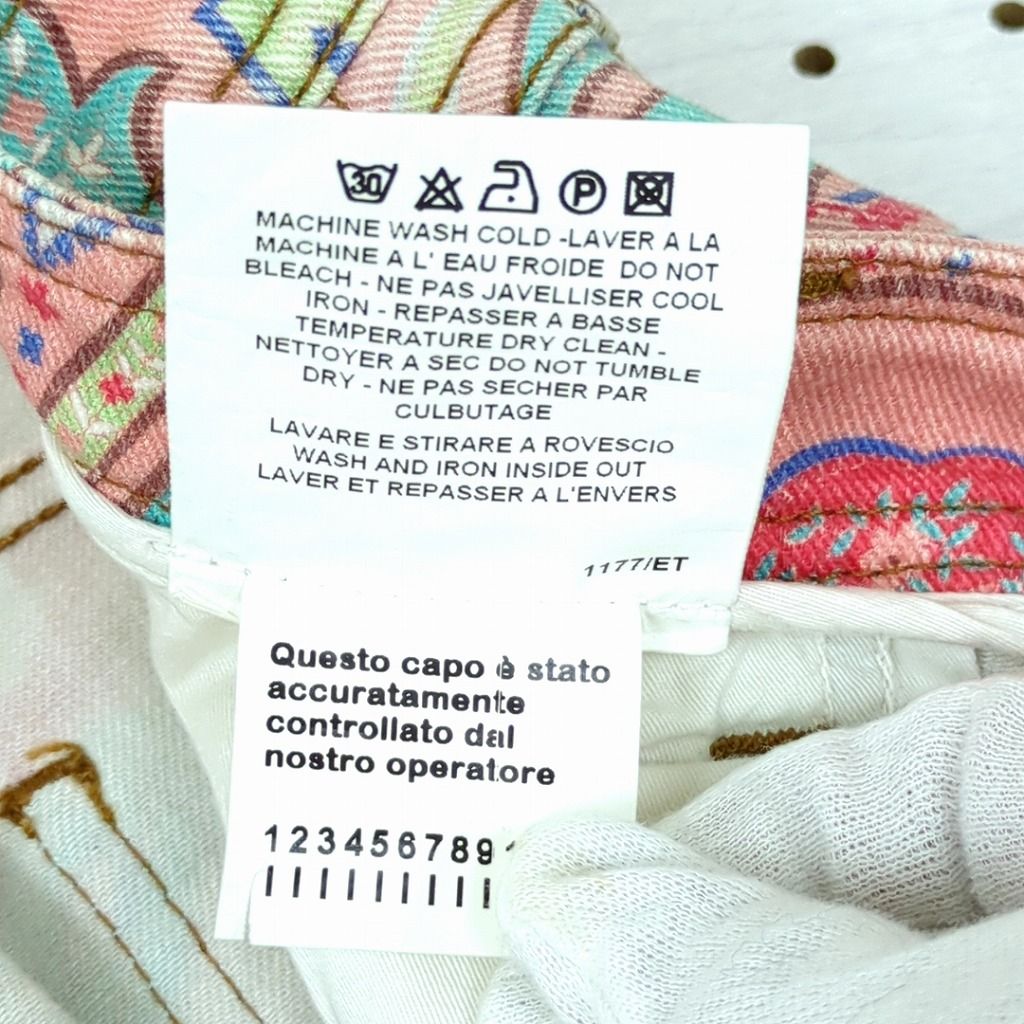 30 P
MACHINE WASH COLD -LAVER A LA
MACHINE A L' EAU FROIDE DO NOT
BLEACH - NE PAS JAVELLISER COOL
IRON - REPASSER A BASSE
TEMPERATURE DRY CLEAN -
NETTOYER A SEC DO NOT TUMBLE
DRY - NE PAS SECHER PAR
CULBUTAGE
LAVARE E STIRARE A ROVESCIO
WASH AND IRON INSIDE OUT
LAVER ET REPASSER A L'ENVERS
1177/ET
Questo capo è stato
accuratamente
controllato dal
nostro operatore
123456789